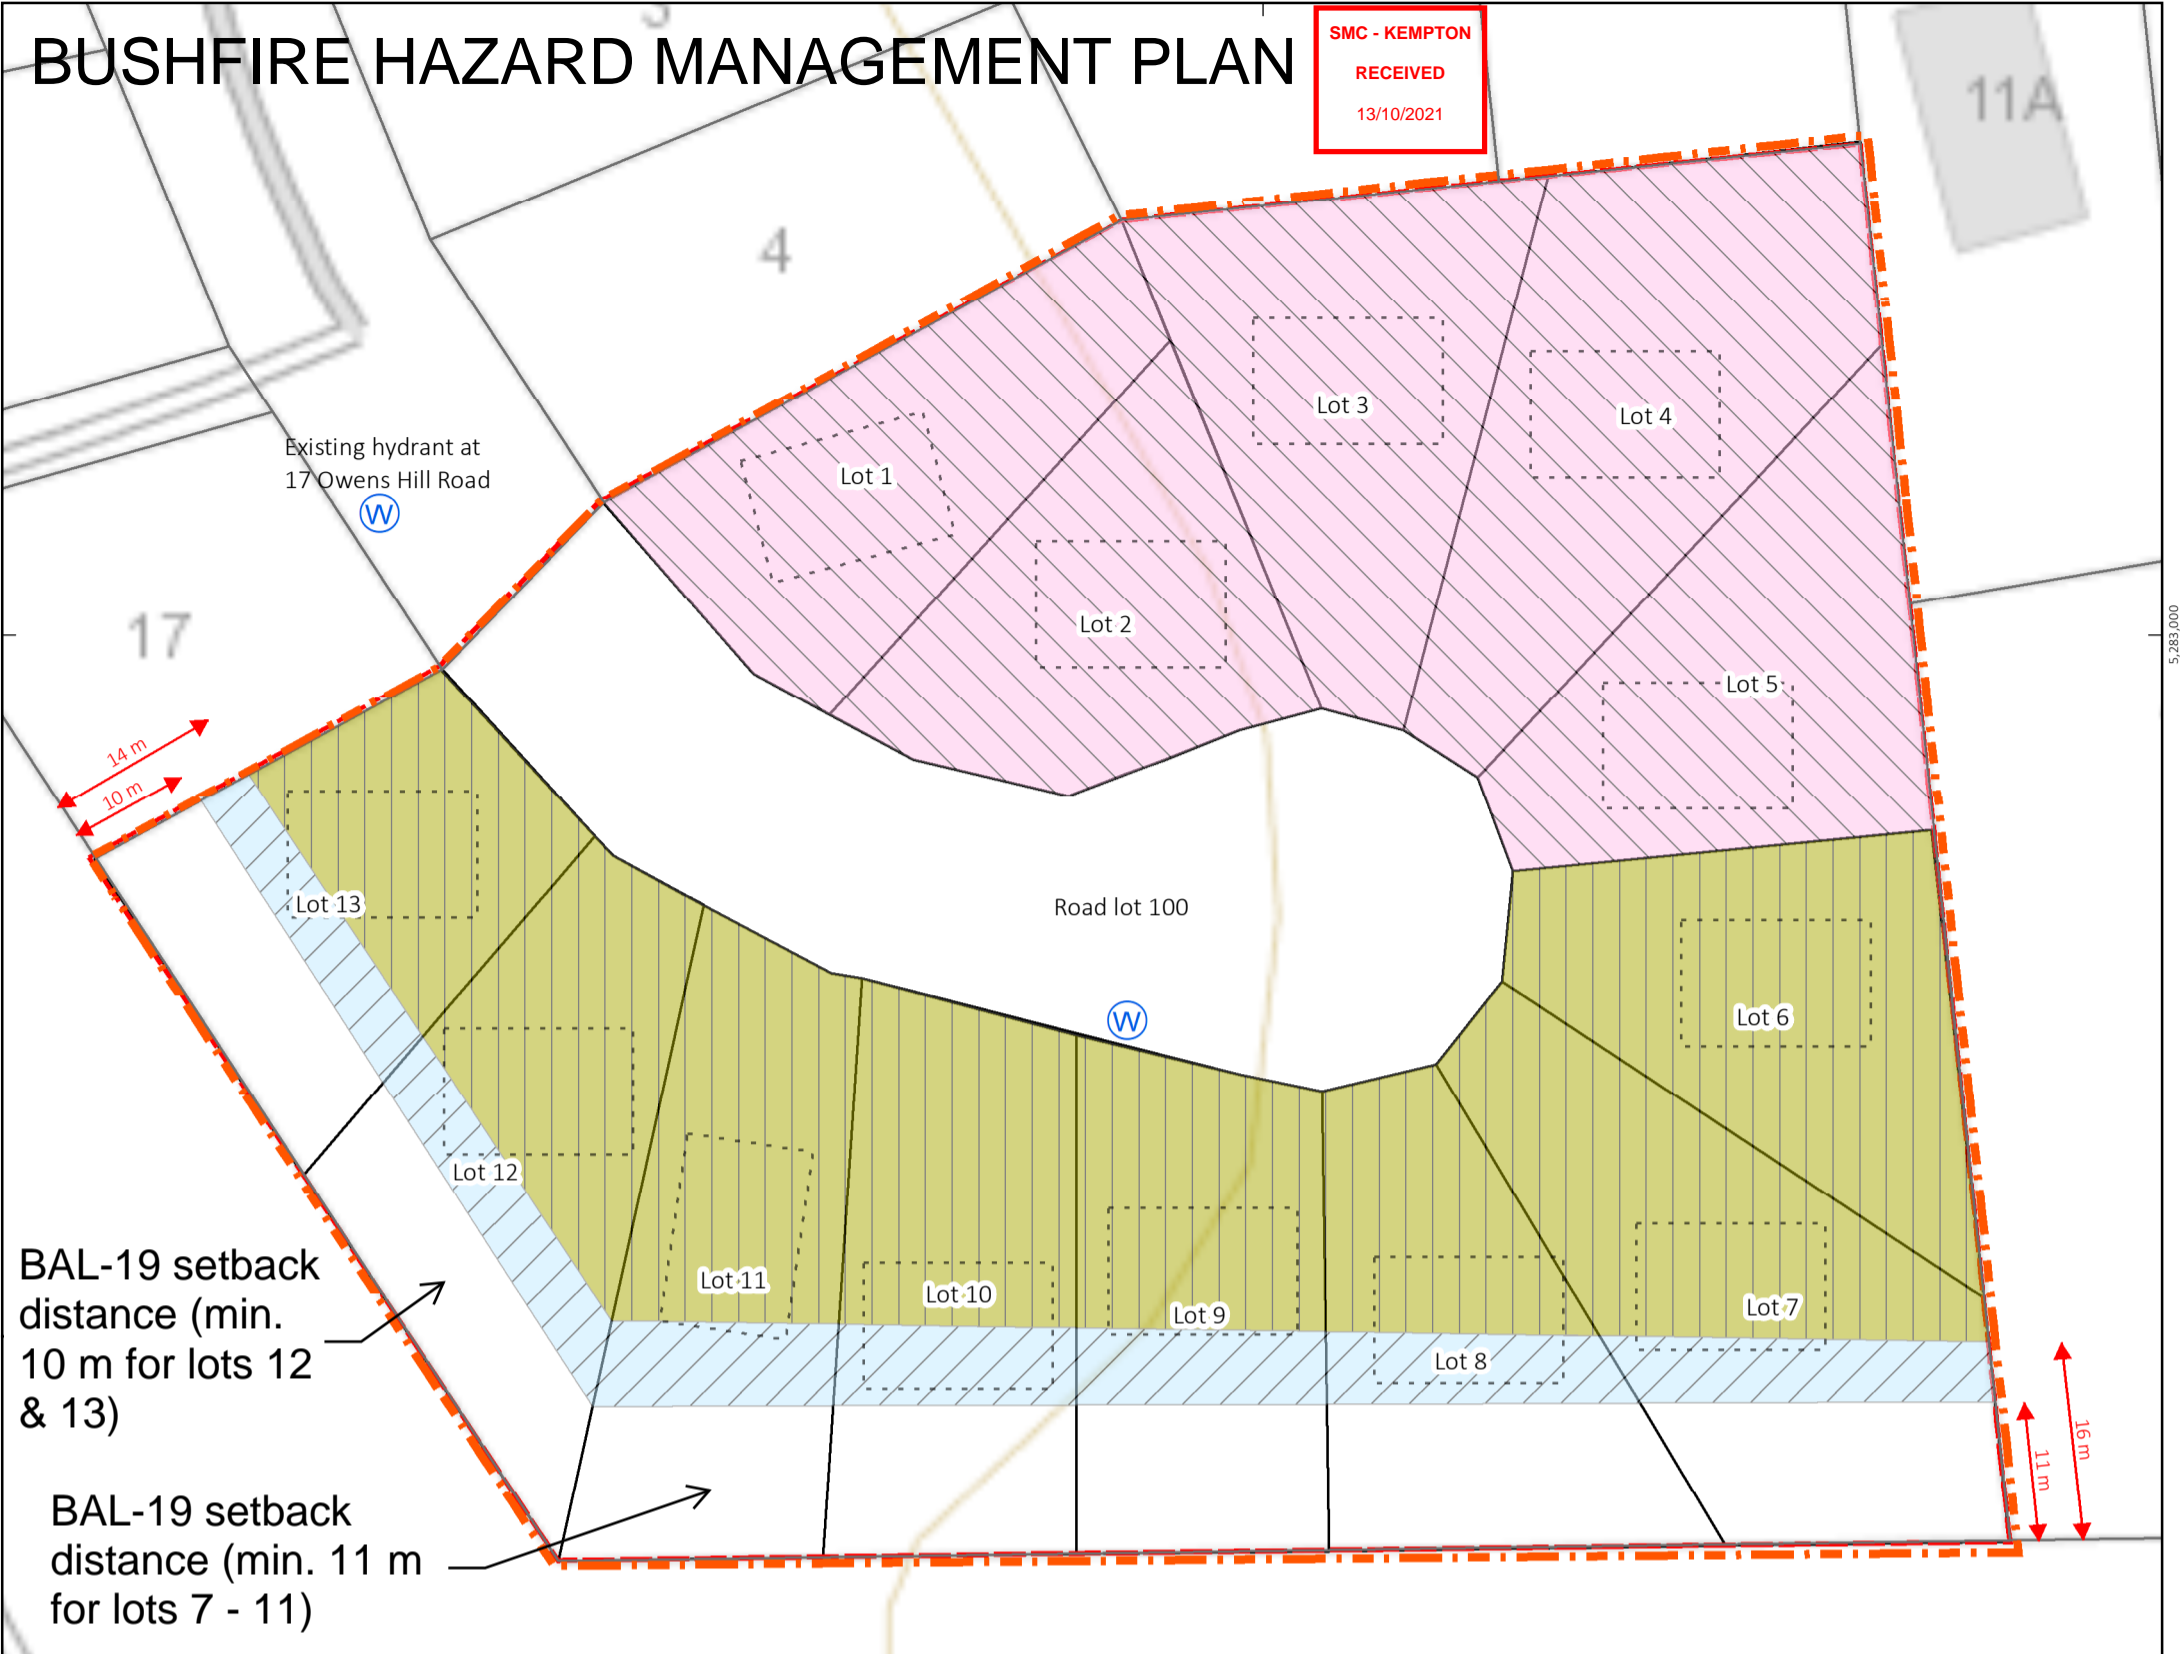 BUSHFIRE HAZARD MANAGEMENT PLAN
SMC - KEMPTON
RECEIVED
13/10/2021
11A
4
Lot 3
Lot 4
Existing hydrant at
17 Owens Hill Road
W
Lot 1
Lot 2
17
5,283,000
Lot 5
14 m
10 m
Lot 13
Road lot 100
W
Lot 6
Lot 12
Lot 11
Lot 10
Lot 9
Lot 7
Lot 8
BAL-19 setback
distance (min.
10 m for lots 12
& 13)
16 m
11 m
BAL-19 setback
distance (min. 11 m
for lots 7 - 11)